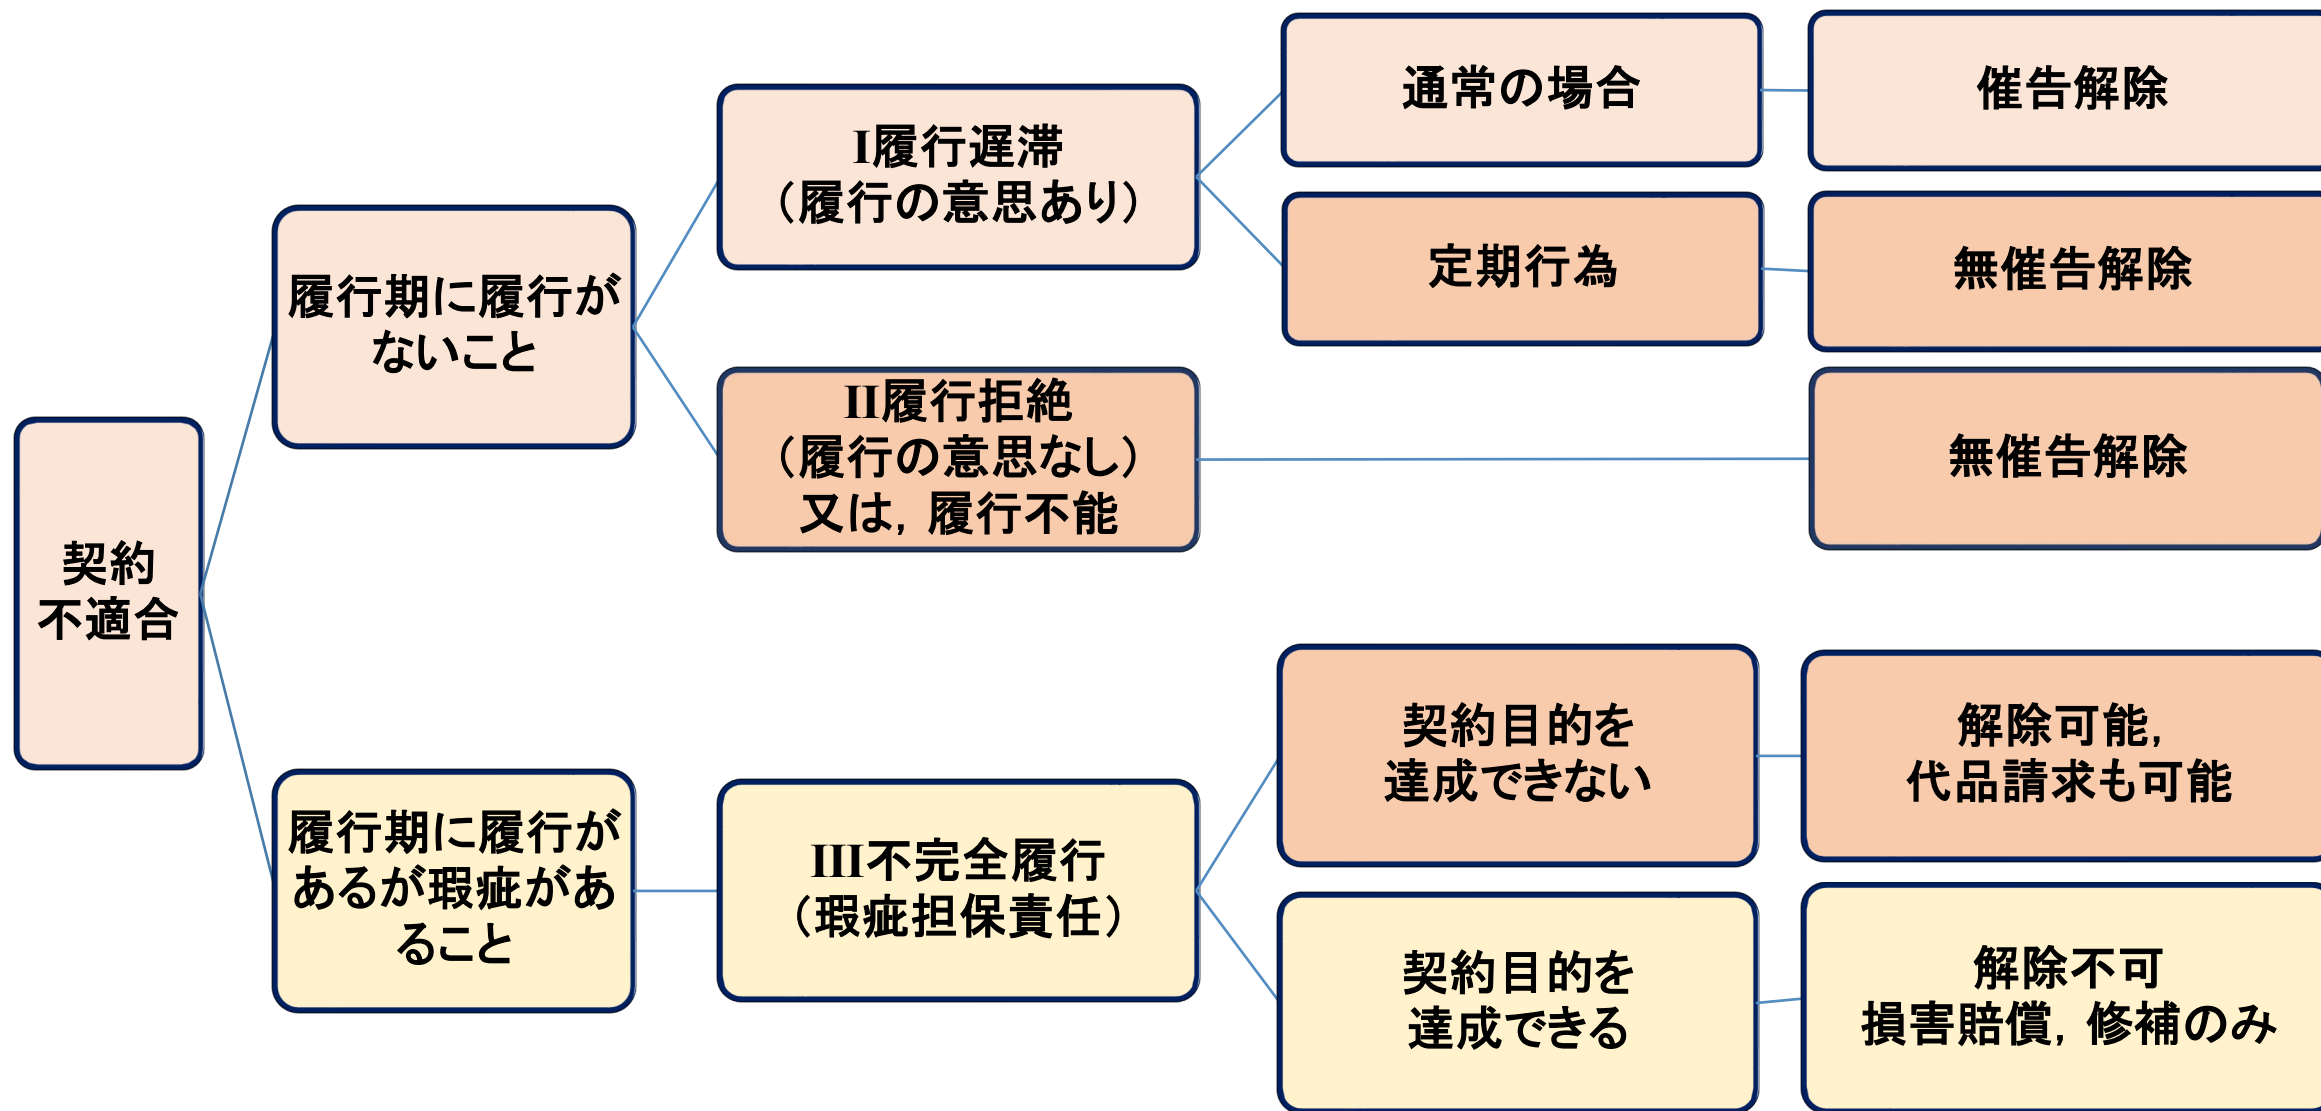 契約
不適合
履行期に履行が
ないこと
I履行遅滞
（履行の意思あり）
通常の場合
催告解除
定期行為
無催告解除
II履行拒絶
（履行の意思なし）
又は，履行不能
無催告解除
履行期に履行が
あるが瑕疵があ
ること
III不完全履行
（瑕疵担保責任）
契約目的を
達成できない
解除可能，
代品請求も可能
契約目的を
達成できる
解除不可
損害賠償，修補のみ